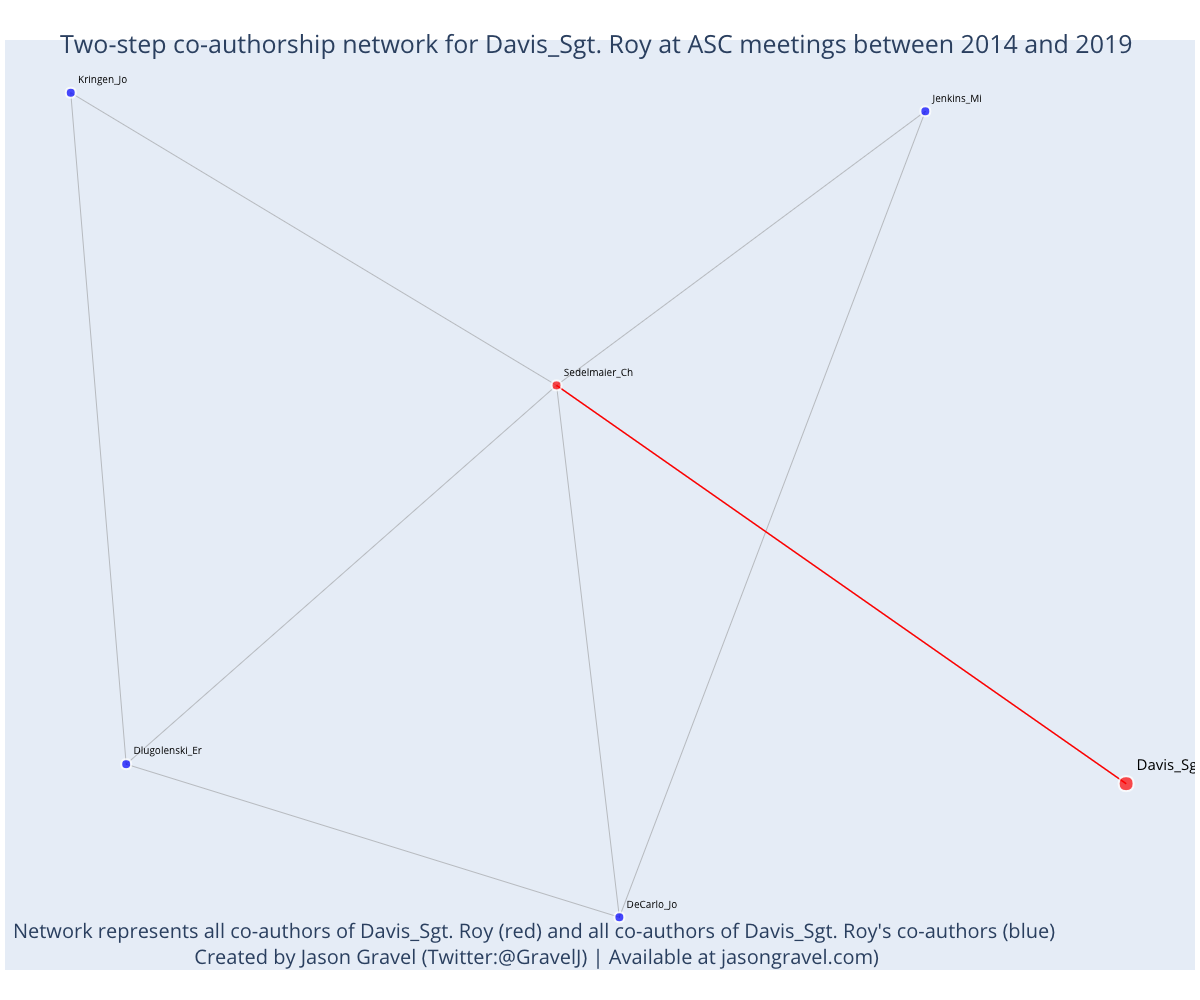 Two-step co-authorship network for Davis_Sgt. Roy at ASC meetings between 2014 and 2019
Kringen_Jo
Jenkins_Mi
Sedelmaier_Ch
Dlugolenski_Er
Davis_Sg
DeCarlo_Jo
Network represents all co-authors of Davis_Sgt. Roy (red) and all co-authors of Davis_Sgt. Roy's co-authors (blue)
Created by Jason Gravel (Twitter:@GravelJ) | Available at jasongravel.com)